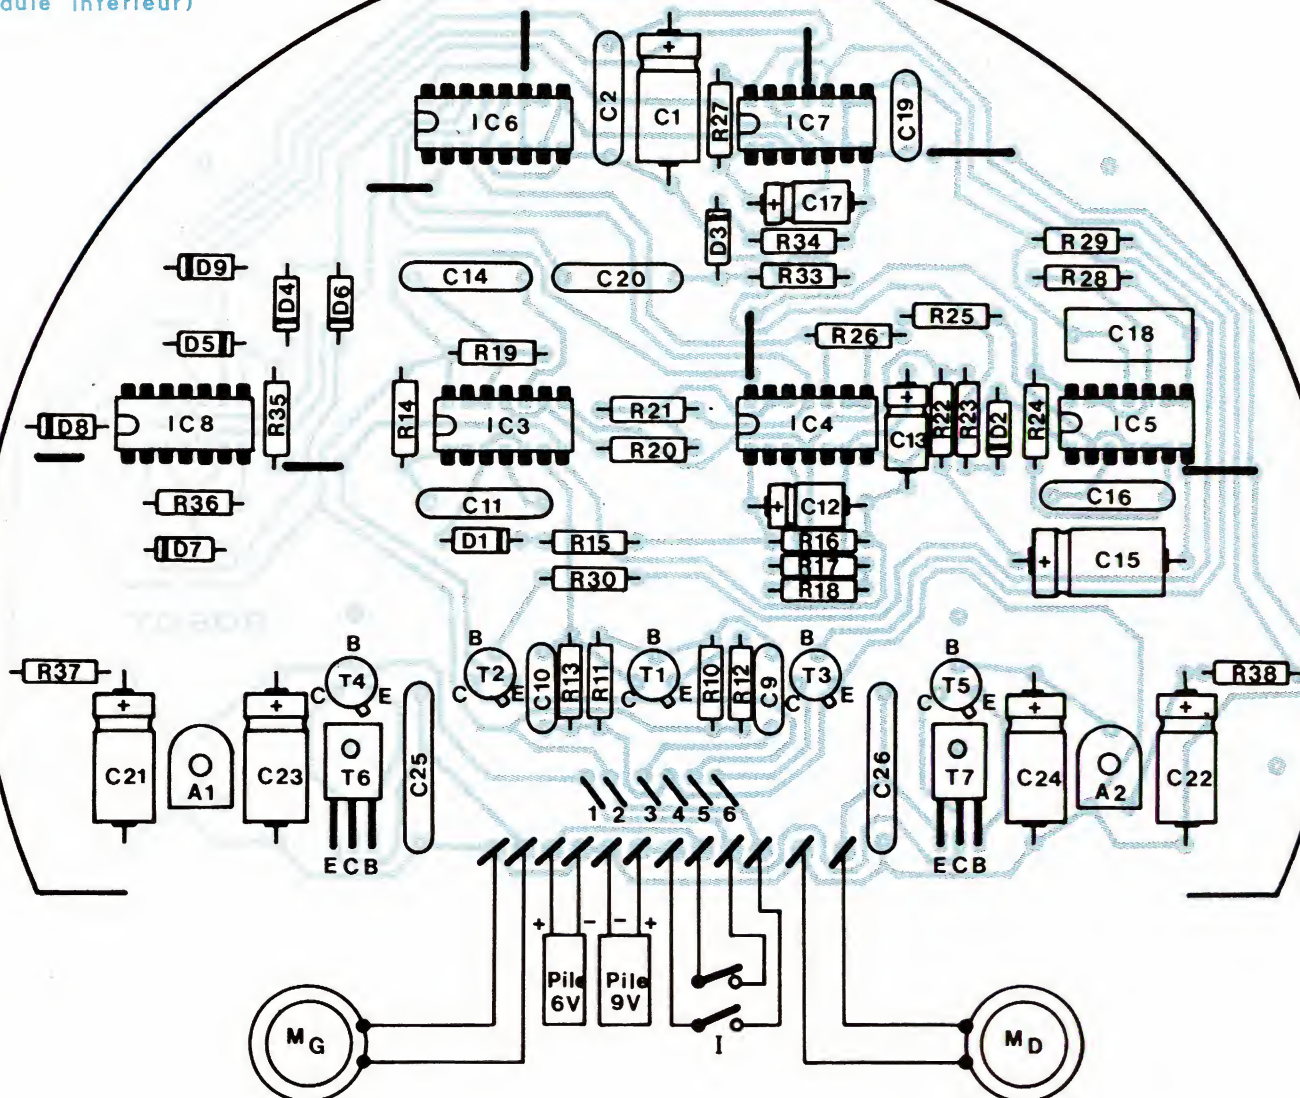 dule inférieur)
IC6
C2
C1
R27
IC7
C19
C17
D3
R34
R33
R29
R28
D9
D4
D6
C14
C20
D5
R19
R26
R25
C18
D8
IC8
R35
R14
IC3
R21
R20
IC4
C13
R22
R23
D2
R24
IC5
R36
D7
C11
D1
R15
R30
C12
R16
R17
R18
C16
C15
ROBOT
R37
B
T4
C E
B
T2
C E
C10
R13
R11
B
T1
C E
R10
R12
C9
B
T3
C E
B
T5
C E
R38
C21
A1
C23
T6
C25
C26
T7
C24
A2
C22
1 2 3 4 5 6
E C B
E C B
+ - - +
Pile 6V
Pile 9V
I
MG
MD